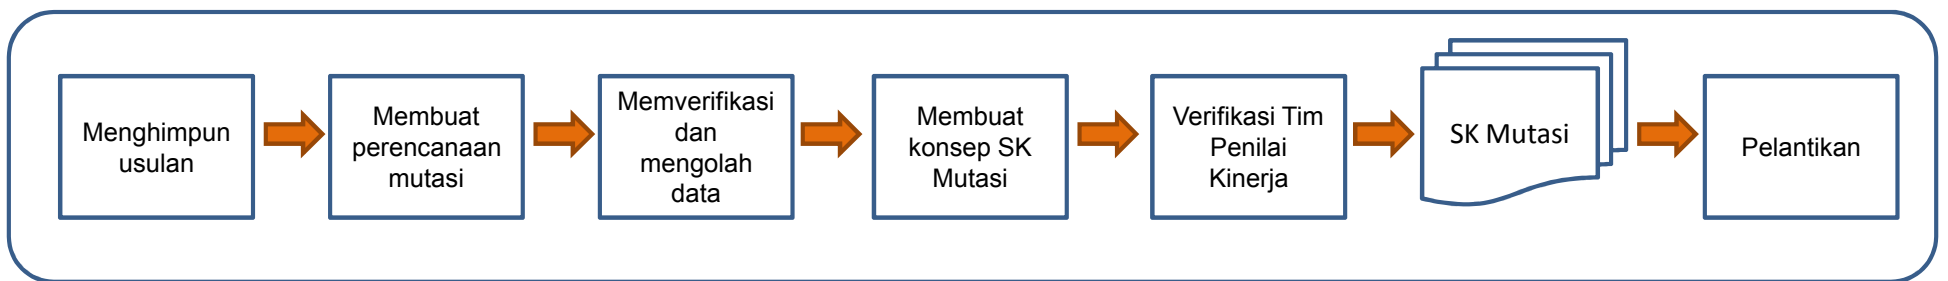 Menghimpun
usulan
Membuat
perencanaan
mutasi
Memverifikasi
dan
mengolah
data
Membuat
konsep SK
Mutasi
Verifikasi Tim
Penilai
Kinerja
SK Mutasi
Pelantikan